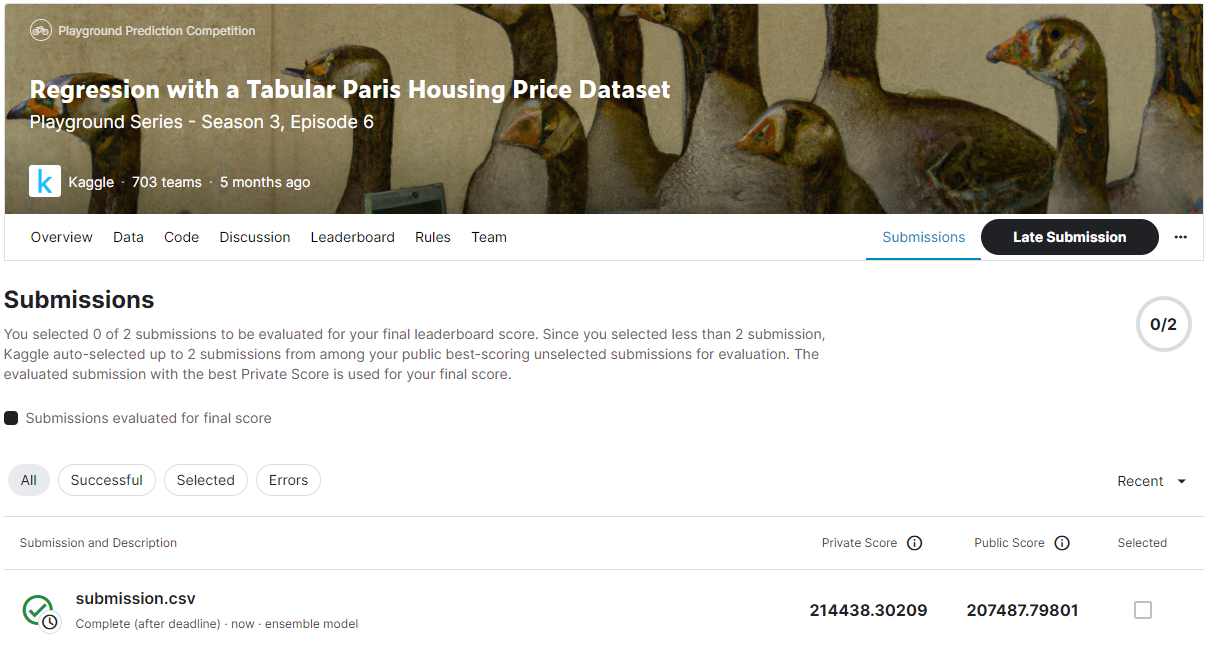 Playground Prediction Competition
Regression with a Tabular Paris Housing Price Dataset
Playground Series - Season 3, Episode 6
k Kaggle · 703 teams · 5 months ago
Overview Data Code Discussion Leaderboard Rules Team Submissions Late Submission ···
Submissions
You selected 0 of 2 submissions to be evaluated for your final leaderboard score. Since you selected less than 2 submission,
Kaggle auto-selected up to 2 submissions from among your public best-scoring unselected submissions for evaluation. The
evaluated submission with the best Private Score is used for your final score.
0/2
Submissions evaluated for final score
All Successful Selected Errors Recent
Submission and Description Private Score Public Score Selected
submission.csv
Complete (after deadline) · now · ensemble model
214438.30209 207487.79801